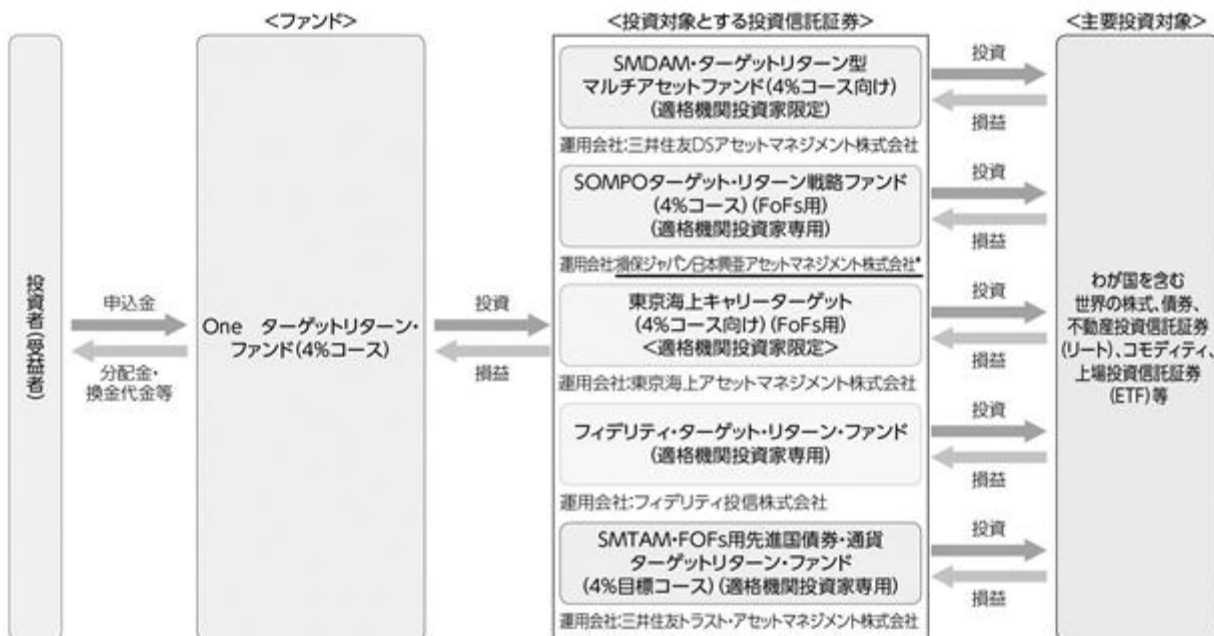 <ファンド>
<投資対象とする投資信託証券>
<主要投資対象>
投資者(受益者)
申込金
分配金・
換金代金等
One ターゲットリターン・
ファンド(4%コース)
投資
損益
SMDAM・ターゲットリターン型
マルチアセットファンド(4%コース向け)
(適格機関投資家限定)
運用会社:三井住友DSアセットマネジメント株式会社
投資
損益
SOMPOターゲット・リターン戦略ファンド
(4%コース)(FoFs用)
(適格機関投資家専用)
運用会社:損保ジャパン日本興亜アセットマネジメント株式会社*
投資
損益
東京海上キャリーターゲット
(4%コース向け)(FoFs用)
<適格機関投資家限定>
運用会社:東京海上アセットマネジメント株式会社
投資
損益
フィデリティ・ターゲット・リターン・ファンド
(適格機関投資家専用)
運用会社:フィデリティ投信株式会社
投資
損益
SMTAM・FOFs用先進国債券・通貨
ターゲットリターン・ファンド
(4%目標コース)(適格機関投資家専用)
運用会社:三井住友トラスト・アセットマネジメント株式会社
投資
損益
わが国を含む
世界の株式、債券、
不動産投資信託証券
(リート)、コモディティ、
上場投資信託証券
(ETF)等